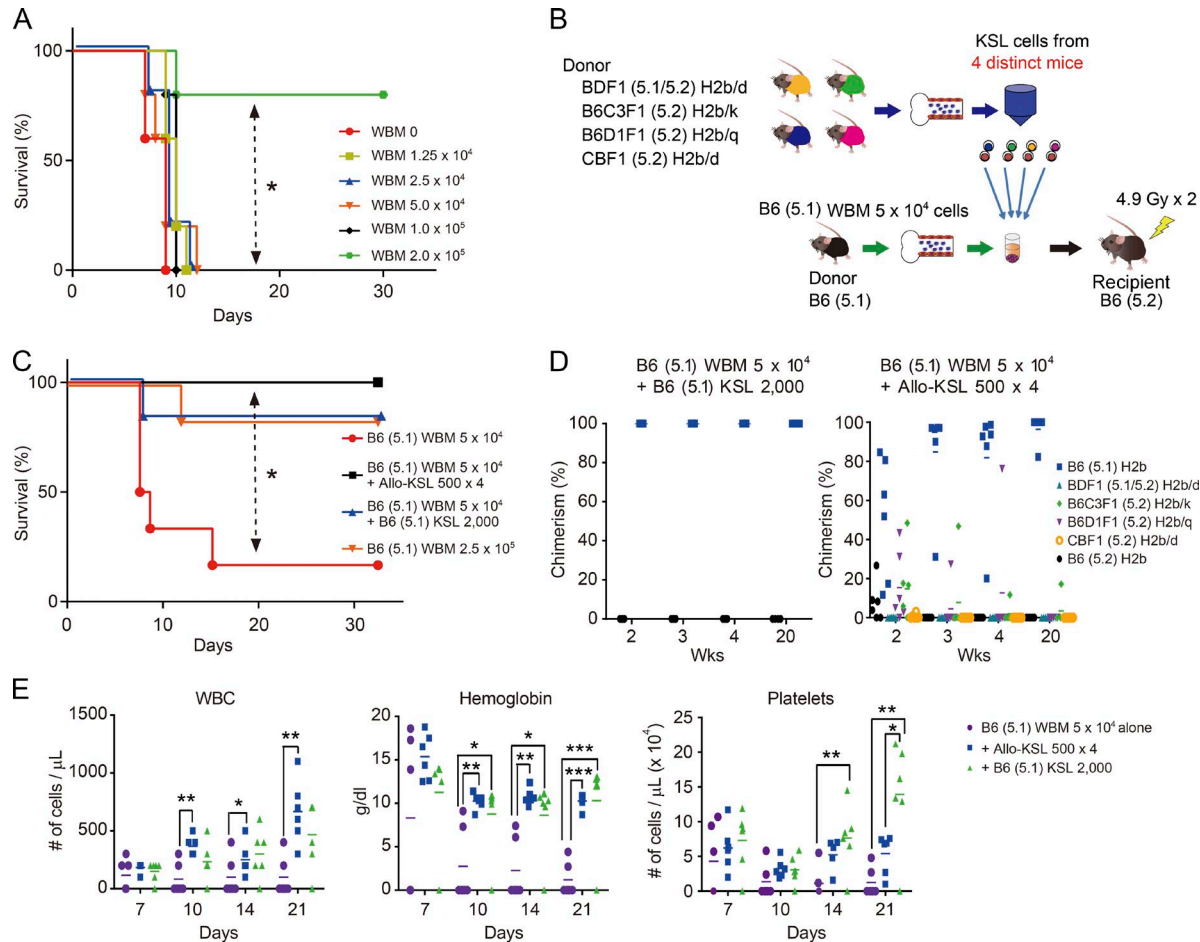 A
100
50
0
Survival (%)
0
10
20
30
Days
*
WBM 0
WBM 1.25 x 10⁴
WBM 2.5 x 10⁴
WBM 5.0 x 10⁴
WBM 1.0 x 10⁵
WBM 2.0 x 10⁵
B
Donor
BDF1 (5.1/5.2) H2b/d
B6C3F1 (5.2) H2b/k
B6D1F1 (5.2) H2b/q
CBF1 (5.2) H2b/d
KSL cells from
4 distinct mice
B6 (5.1) WBM 5 x 10⁴ cells
4.9 Gy x 2
Donor
B6 (5.1)
Recipient
B6 (5.2)
C
100
50
0
Survival (%)
0
10
20
30
Days
*
B6 (5.1) WBM 5 x 10⁴
B6 (5.1) WBM 5 x 10⁴
+ Allo-KSL 500 x 4
B6 (5.1) WBM 5 x 10⁴
+ B6 (5.1) KSL 2,000
B6 (5.1) WBM 2.5 x 10⁵
D
B6 (5.1) WBM 5 x 10⁴
+ B6 (5.1) KSL 2,000
100
80
60
40
20
0
Chimerism (%)
2
3
4
20
Wks
B6 (5.1) WBM 5 x 10⁴
+ Allo-KSL 500 x 4
100
80
60
40
20
0
Chimerism (%)
2
3
4
20
Wks
B6 (5.1) H2b
BDF1 (5.1/5.2) H2b/d
B6C3F1 (5.2) H2b/k
B6D1F1 (5.2) H2b/q
CBF1 (5.2) H2b/d
B6 (5.2) H2b
E
WBC
1500
1000
500
0
# of cells / µL
**
*
**
7
10
14
21
Days
Hemoglobin
20
15
10
5
0
g/dl
*
**
*
**
***
***
7
10
14
21
Days
Platelets
25
20
15
10
5
0
# of cells / µL (x 10⁴)
**
**
*
7
10
14
21
Days
B6 (5.1) WBM 5 x 10⁴ alone
+ Allo-KSL 500 x 4
+ B6 (5.1) KSL 2,000